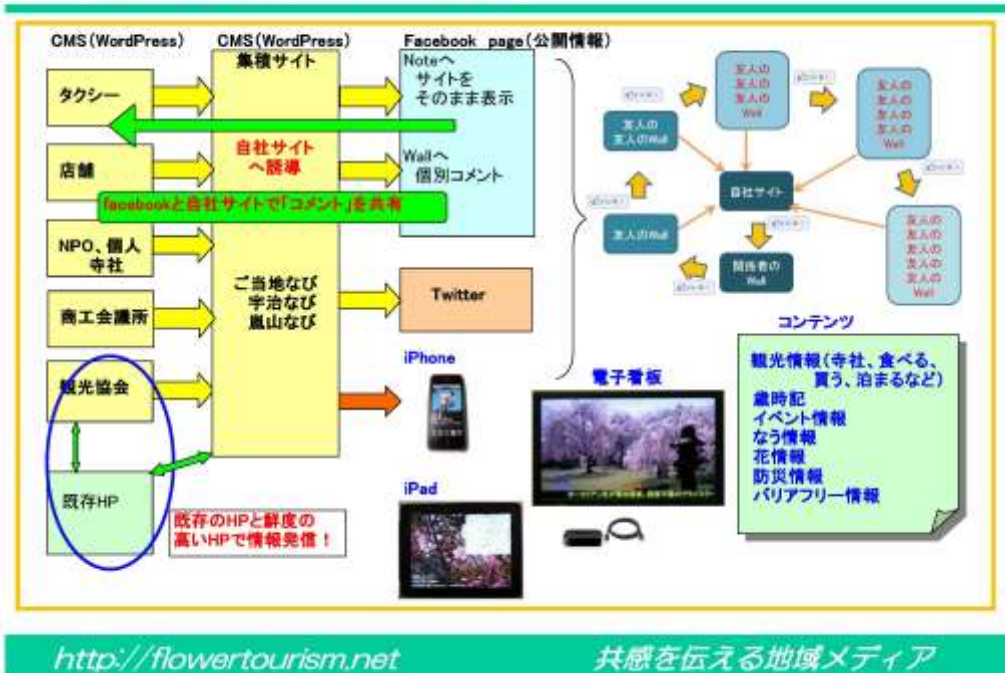 CMS(WordPress)
CMS(WordPress)
Facebook page(公開情報)
集積サイト
Noteへ
サイトを
そのまま表示
タクシー
自社サイト
へ誘導
Wallへ
個別コメント
店舗
facebookと自社サイトで「コメント」を共有
NPO、個人
寺社
ご当地なび
宇治なび
嵐山なび
Twitter
商工会議所
観光協会
既存HP
既存のHPと鮮度の
高いHPで情報発信！
iPhone
iPad
電子看板
友人の
友人の
友人の
Wall
友人の
友人のWall
友人の
友人の
友人の
友人の
Wall
自社サイト
友人のWall
関係者の
Wall
友人の
友人の
友人の
友人の
友人の
Wall
コンテンツ
観光情報(寺社、食べる、
買う、泊まるなど)
歳時記
イベント情報
なう情報
花情報
防災情報
バリアフリー情報
http://flowertourism.net
共感を伝える地域メディア